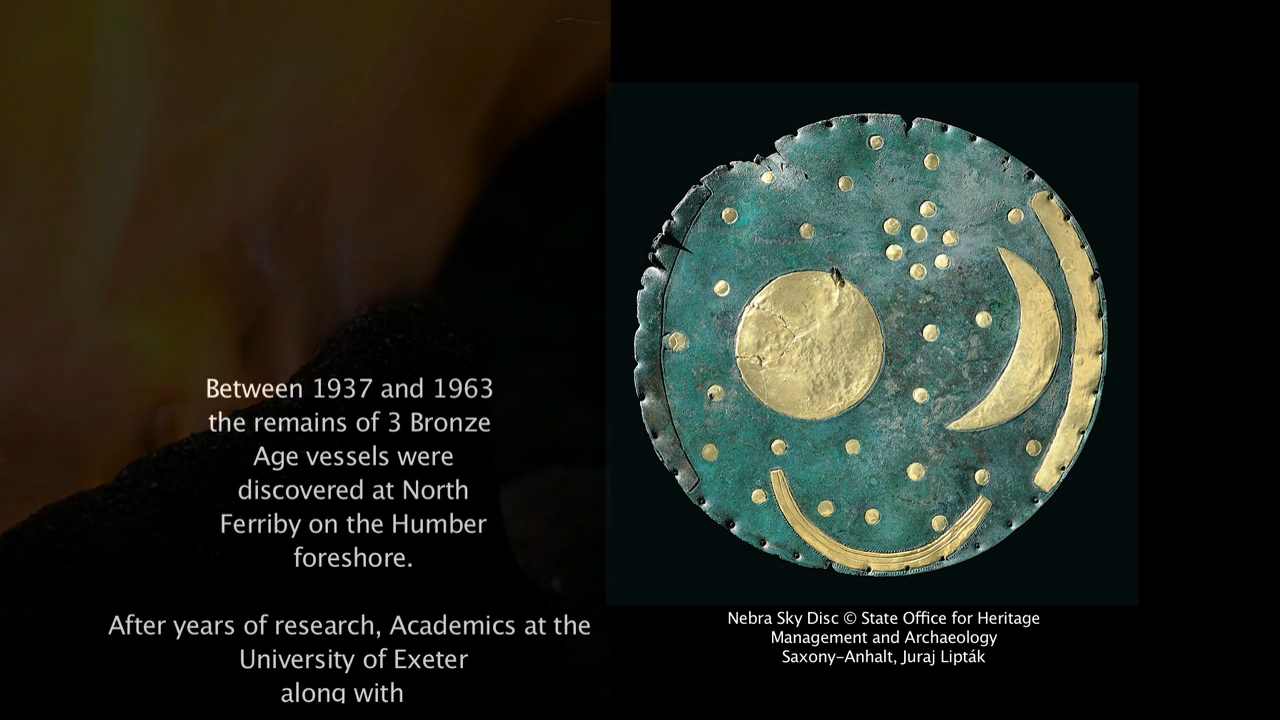 Between 1937 and 1963
the remains of 3 Bronze
Age vessels were
discovered at North
Ferriby on the Humber
foreshore.
After years of research, Academics at the
University of Exeter
along with
Nebra Sky Disc © State Office for Heritage
Management and Archaeology
Saxony-Anhalt, Juraj Lipták